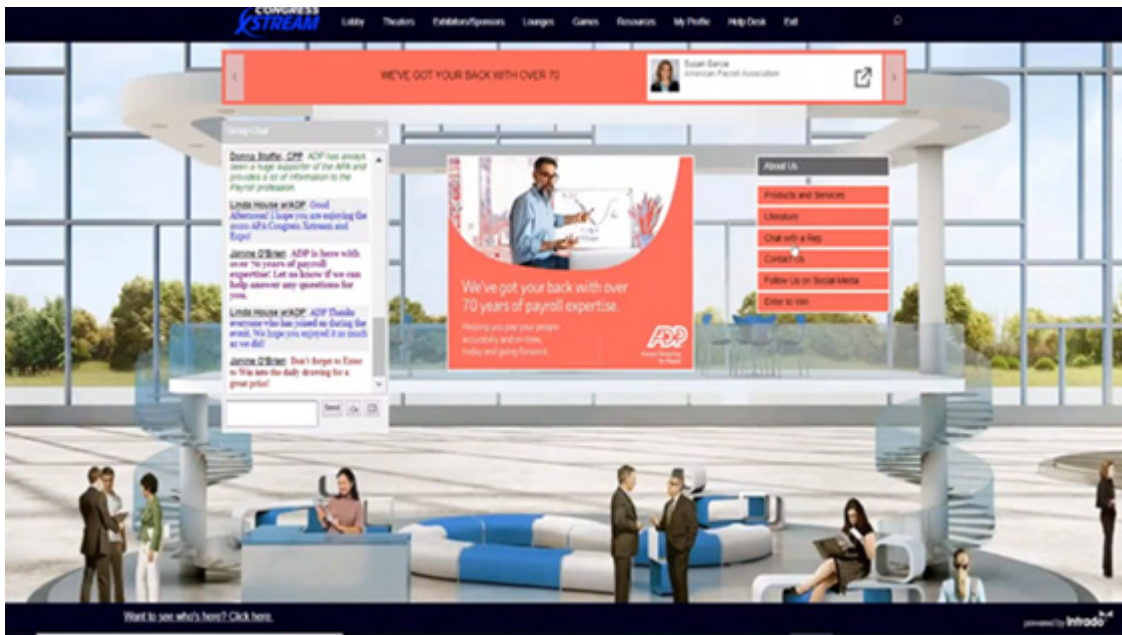 CONGRESS
XSTREAM
Lobby Theaters Exhibitors/Sponsors Lounges Games Resources My Profile Help Desk Exit
WE'VE GOT YOUR BACK WITH OVER 70
Susan Garcia
American Payroll Association
Group Chat
Donna Stoffel, CPP ADP has always
been a huge supporter of the APA and
provides a lot of information to the
Payroll profession.
Linda House w/ADP Good
Afternoon! I hope you are enjoying the
2020 APA Congress Xstream and
Expo!
Janine O'Brien ADP is here with
over 70 years of payroll
expertise! Let us know if we can
help answer any questions for
you.
Linda House w/ADP ADP Thanks
everyone who has joined us during the
event. We hope you enjoyed it as much
as we did!
Janine O'Brien Don't forget to Enter
to Win into the daily drawing for a
great prize!
Send
We've got your back with over
70 years of payroll expertise.
Helping you pay your people
accurately and on time,
today and going forward.
ADP
Always Designing
for People
About Us
Products and Services
Literature
Chat with a Rep
Contact Us
Follow Us on Social Media
Enter to Win
Want to see who's here? Click here.
powered by intrado